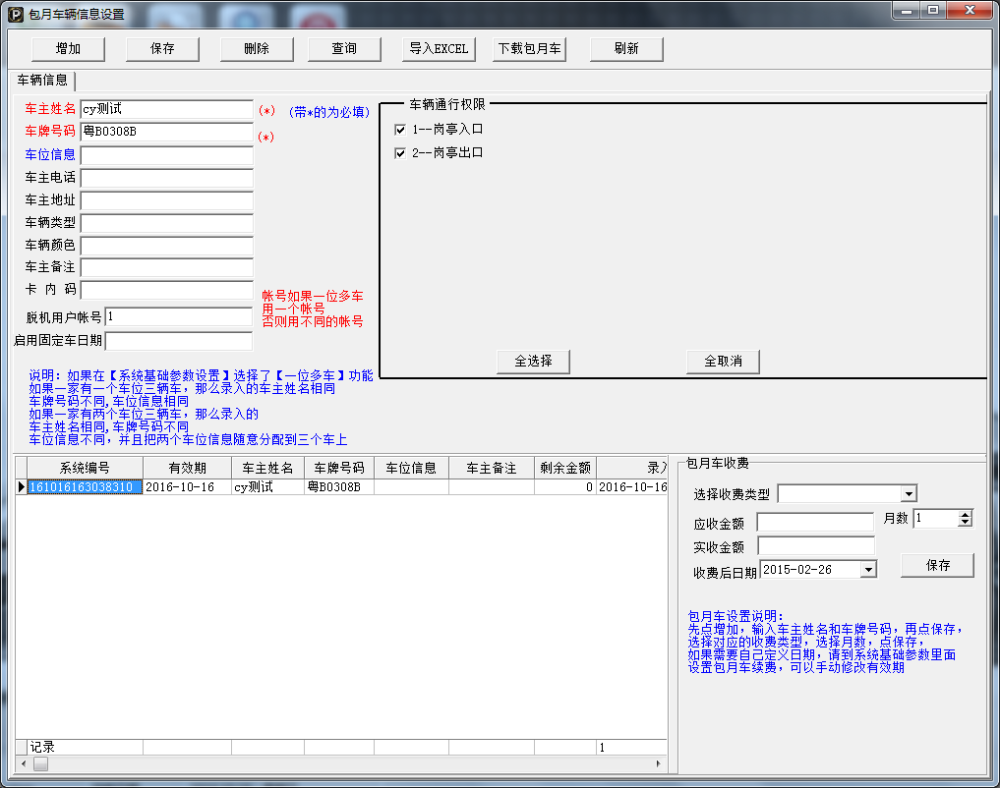 包月车辆信息设置
增加 保存 删除 查询 导入EXCEL 下载包月车 刷新
车辆信息
车主姓名 cy测试 (*) (带*的为必填)
车牌号码 粤B0308B (*)
车位信息
车主电话
车主地址
车辆类型
车辆颜色
车主备注
卡 内 码
脱机用户帐号 1
启用固定车日期
帐号如果一位多车
用一个帐号
否则用不同的帐号
车辆通行权限
1--岗亭入口
2--岗亭出口
全选择 全取消
说明: 如果在【系统基础参数设置】选择了【一位多车】功能
如果一家有一个车位三辆车，那么录入的车主姓名相同
车牌号码不同,车位信息相同
如果一家有两个车位三辆车，那么录入的
车主姓名相同,车牌号码不同
车位信息不同，并且把两个车位信息随意分配到三个车上
系统编号 有效期 车主姓名 车牌号码 车位信息 车主备注 剩余金额 录入
161016163038310 2016-10-16 cy测试 粤B0308B 0 2016-10-16
记录 1
包月车收费
选择收费类型
应收金额 月数 1
实收金额
收费后日期 2015-02-26 保存
包月车设置说明:
先点增加，输入车主姓名和车牌号码，再点保存，
选择对应的收费类型，选择月数，点保存，
如果需要自己定义日期，请到系统基础参数里面
设置包月车续费，可以手动修改有效期